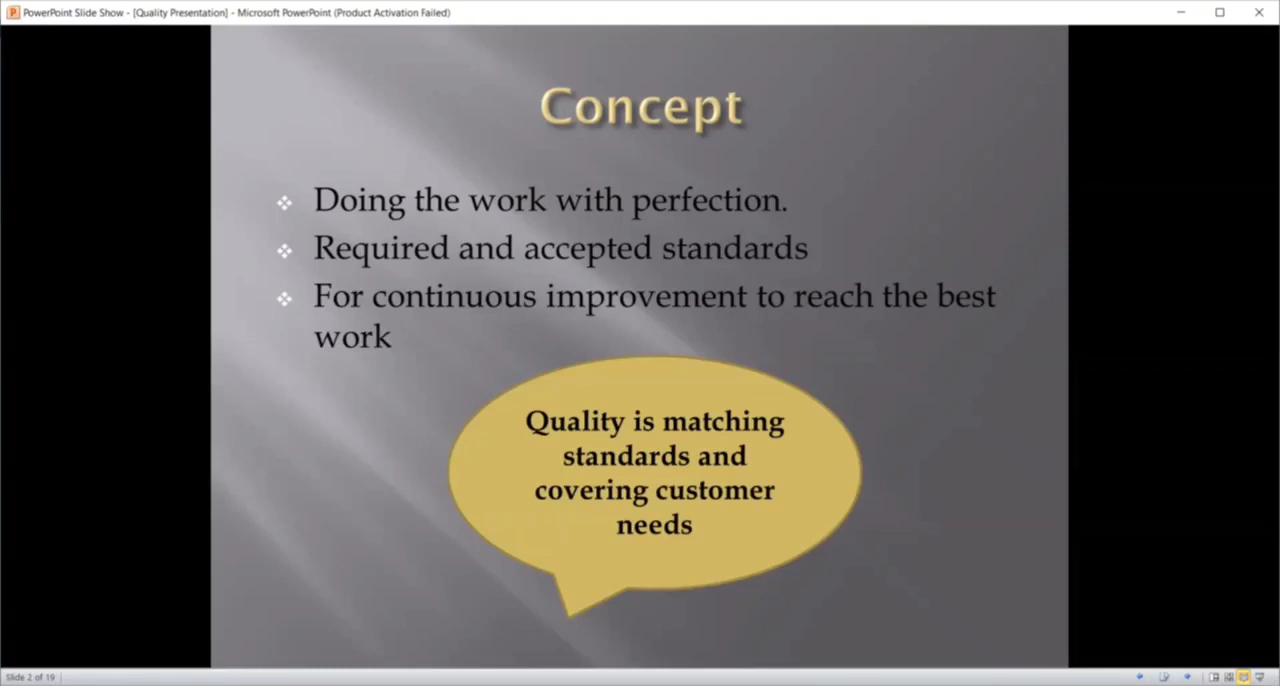 PowerPoint Slide Show - [Quality Presentation] - Microsoft PowerPoint (Product Activation Failed)
Concept
Doing the work with perfection.
Required and accepted standards
For continuous improvement to reach the best
work
Quality is matching
standards and
covering customer
needs
Slide 2 of 19